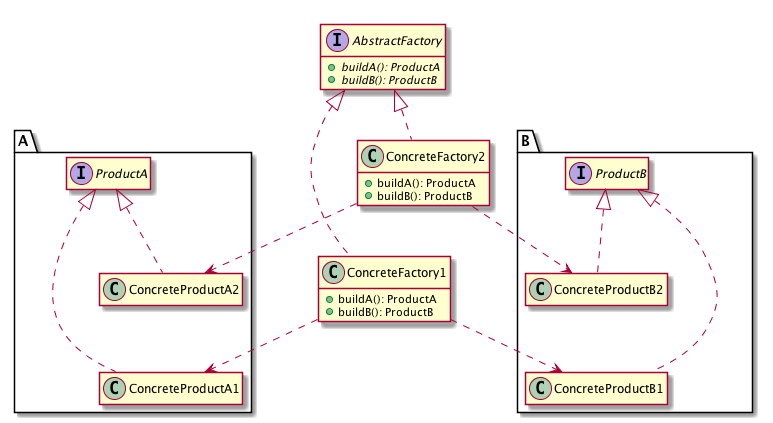 I AbstractFactory
buildA(): ProductA
buildB(): ProductB
A
B
I ProductA
C ConcreteFactory2
buildA(): ProductA
buildB(): ProductB
I ProductB
C ConcreteProductA2
C ConcreteFactory1
buildA(): ProductA
buildB(): ProductB
C ConcreteProductB2
C ConcreteProductA1
C ConcreteProductB1